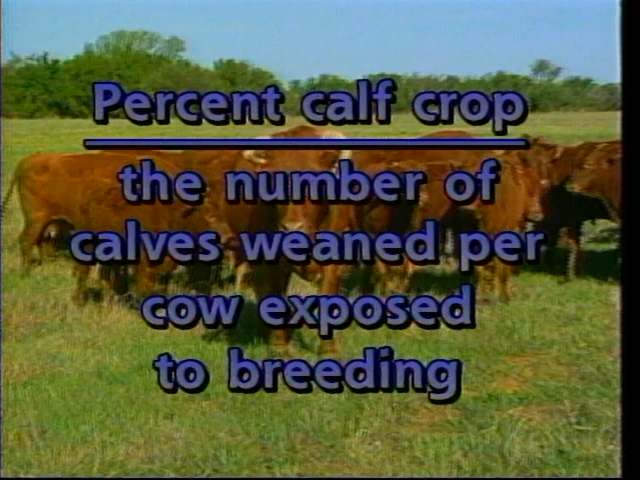 Percent calf crop
the number of
calves weaned per
cow exposed
to breeding